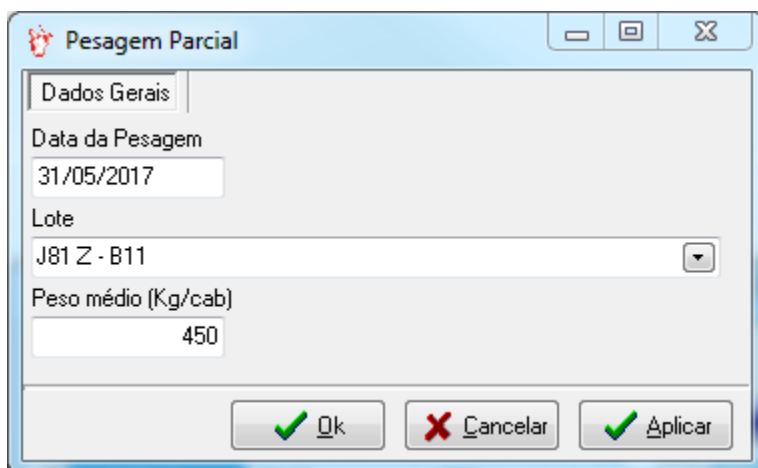 Pesagem Parcial
Dados Gerais
Data da Pesagem
31/05/2017
Lote
J81 Z - B11
Peso médio (Kg/cab)
450
Ok Cancelar Aplicar